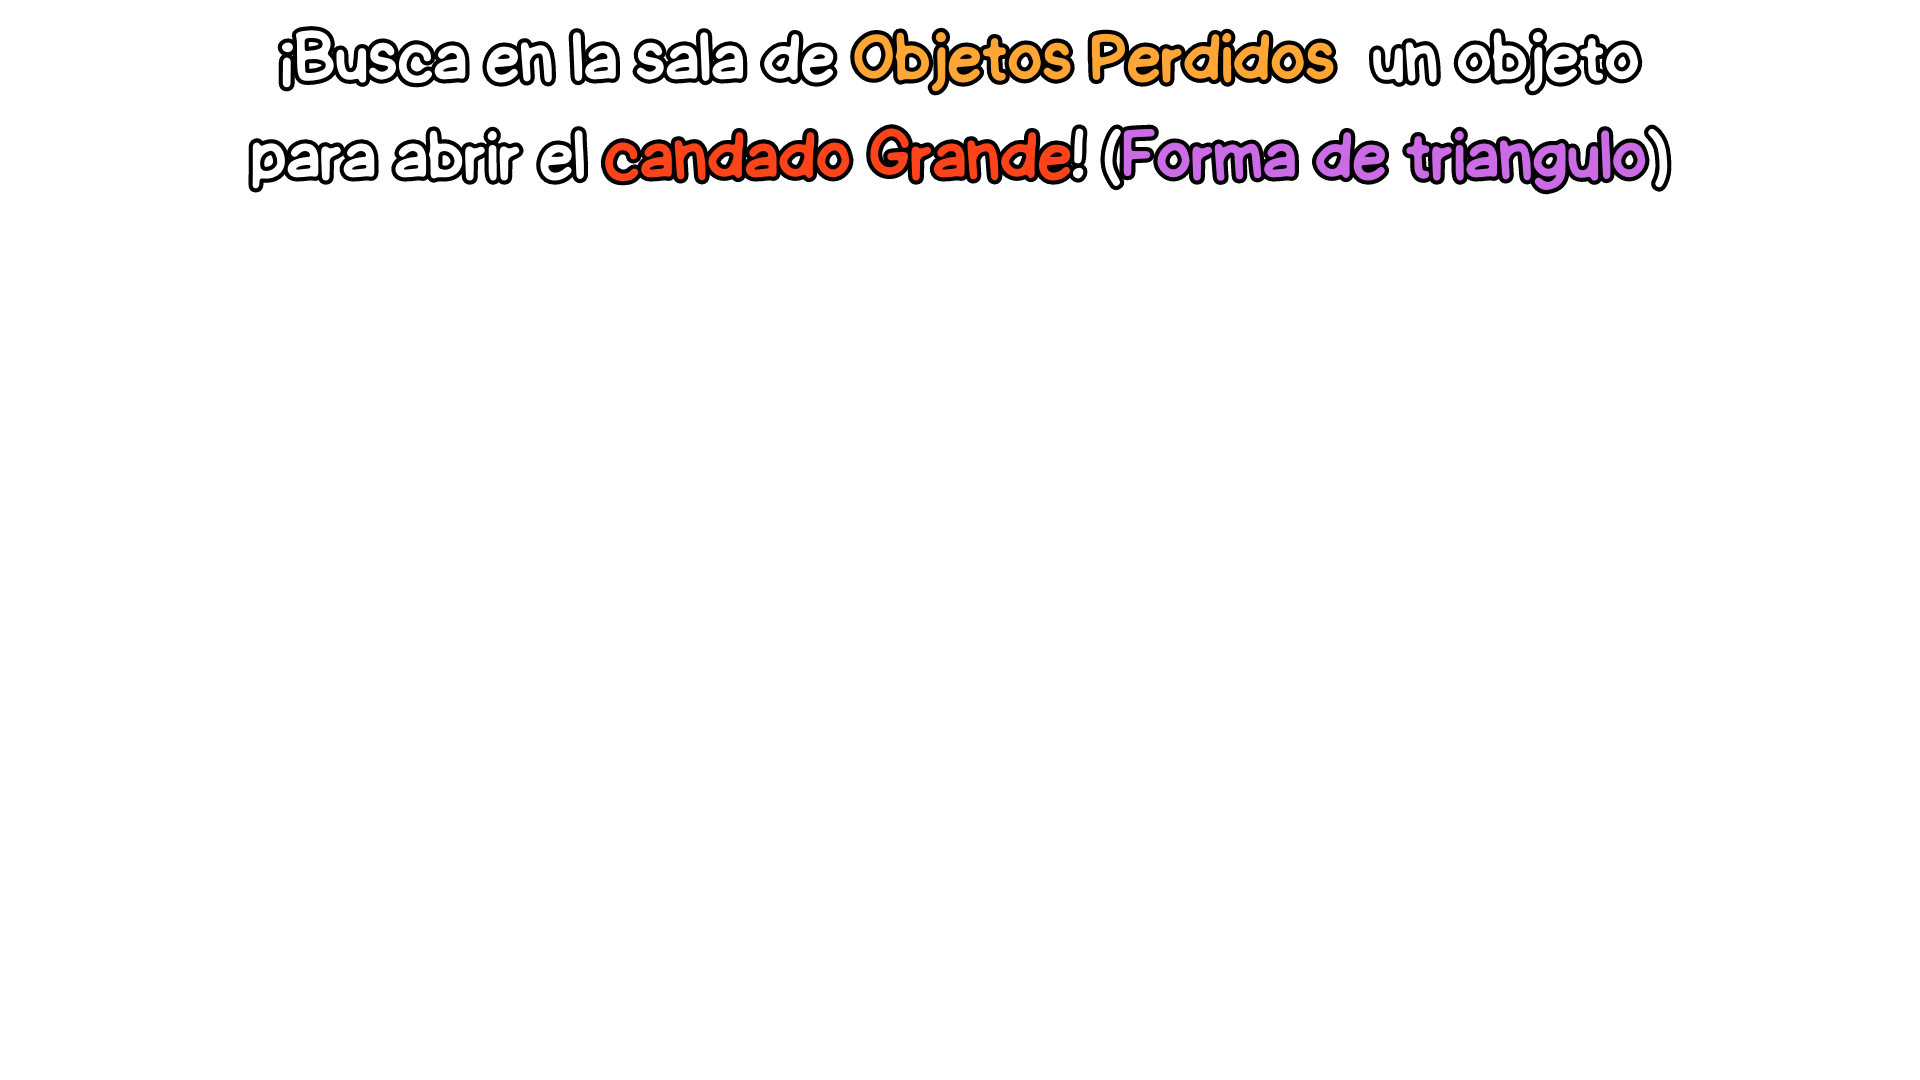 ¡Busca en la sala de Objetos Perdidos un objeto
para abrir el candado Grande! (Forma de triangulo)